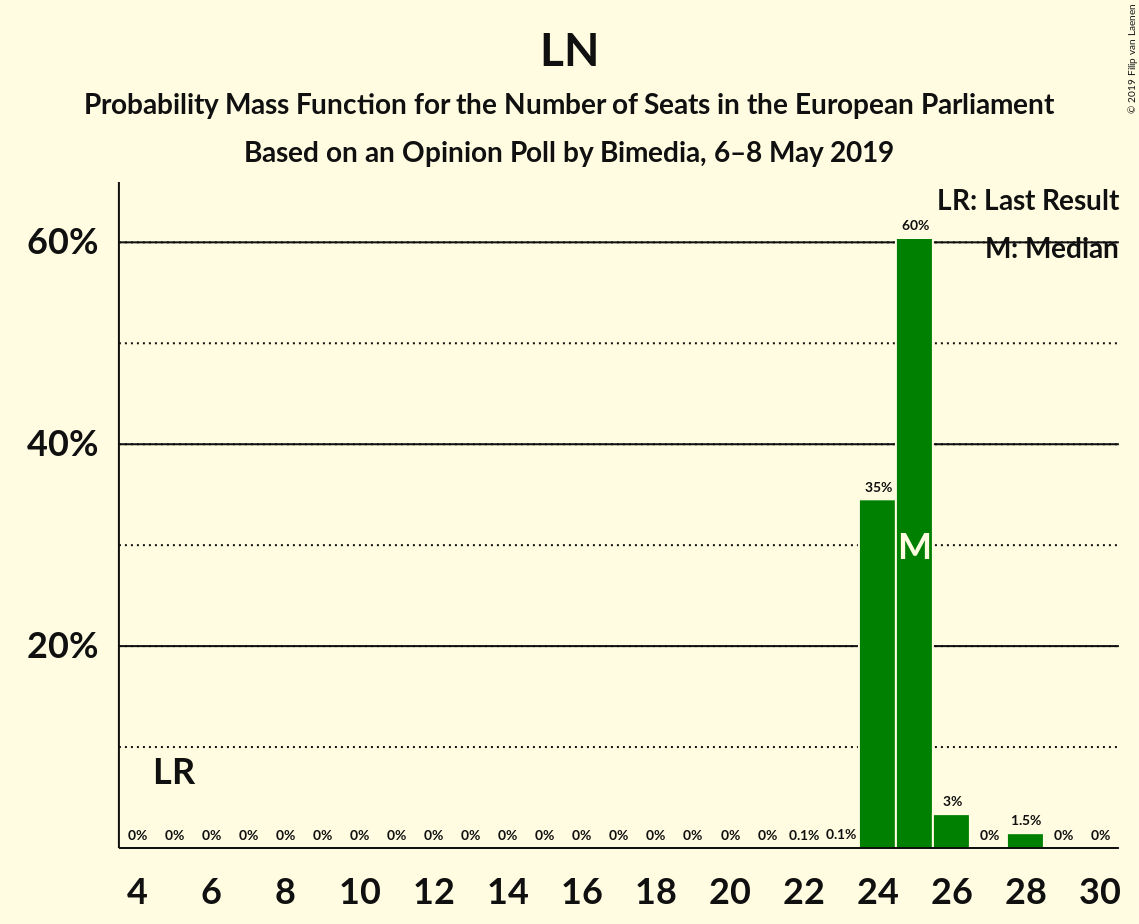 LN
Probability Mass Function for the Number of Seats in the European Parliament
Based on an Opinion Poll by Bimedia, 6–8 May 2019
© 2019 Filip van Laenen
LR: Last Result
M: Median
60%
40%
20%
60%
35%
M
LR
0% 0% 0% 0% 0% 0% 0% 0% 0% 0% 0% 0% 0% 0% 0% 0% 0% 0% 0.1% 0.1% 3% 0% 1.5% 0% 0%
4 6 8 10 12 14 16 18 20 22 24 26 28 30